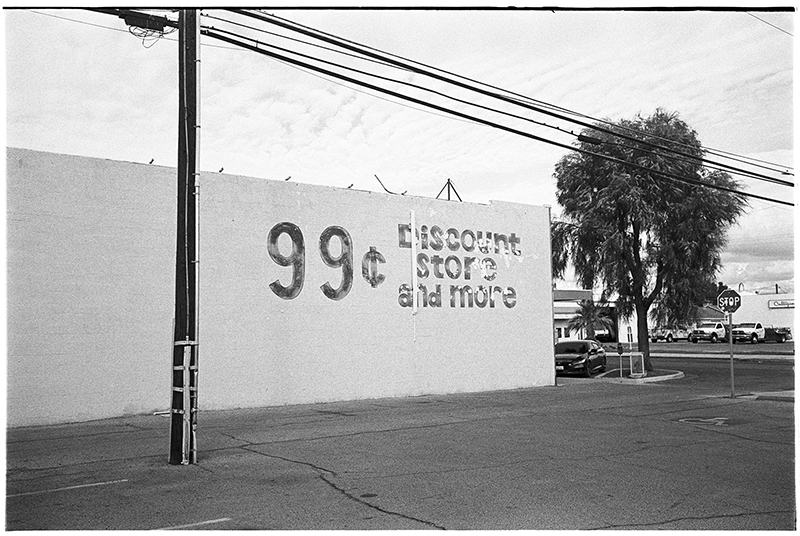 99¢
Discount
store
and more
STOP